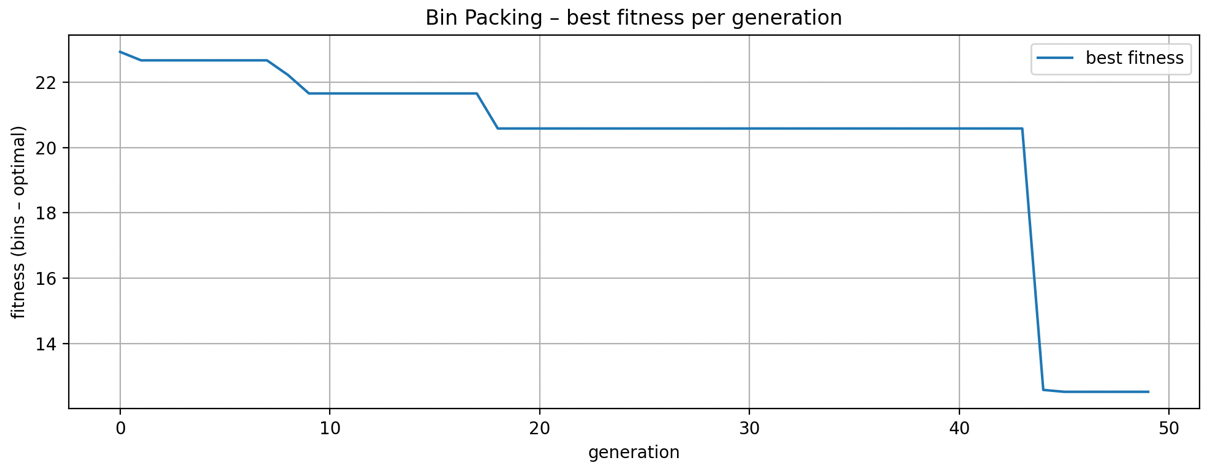 Bin Packing – best fitness per generation
best fitness
fitness (bins – optimal)
22
20
18
16
14
0 10 20 30 40 50
generation